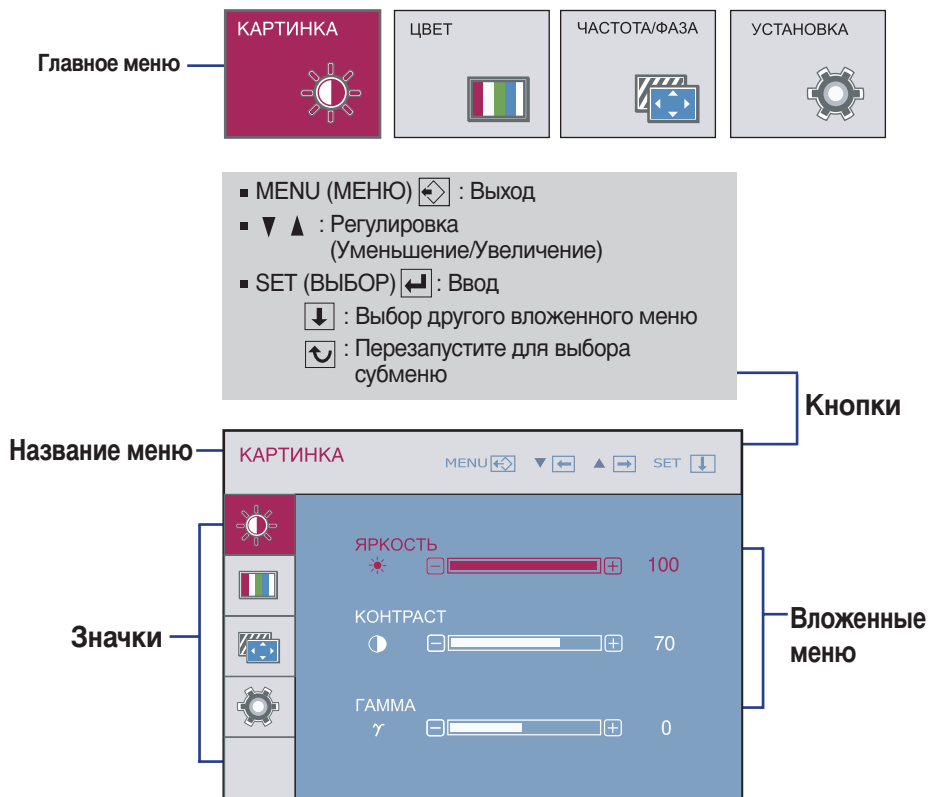 КАРТИНКА
ЦВЕТ
ЧАСТОТА/ФАЗА
УСТАНОВКА
Главное меню
▪ MENU (МЕНЮ) : Выход
▪ ▼ ▲ : Регулировка
(Уменьшение/Увеличение)
▪ SET (ВЫБОР) : Ввод
: Выбор другого вложенного меню
: Перезапустите для выбора
субменю
Кнопки
Название меню
КАРТИНКА
MENU ▼ ▲ SET
ЯРКОСТЬ
100
КОНТРАСТ
70
ГАММА
γ 0
Значки
Вложенные
меню